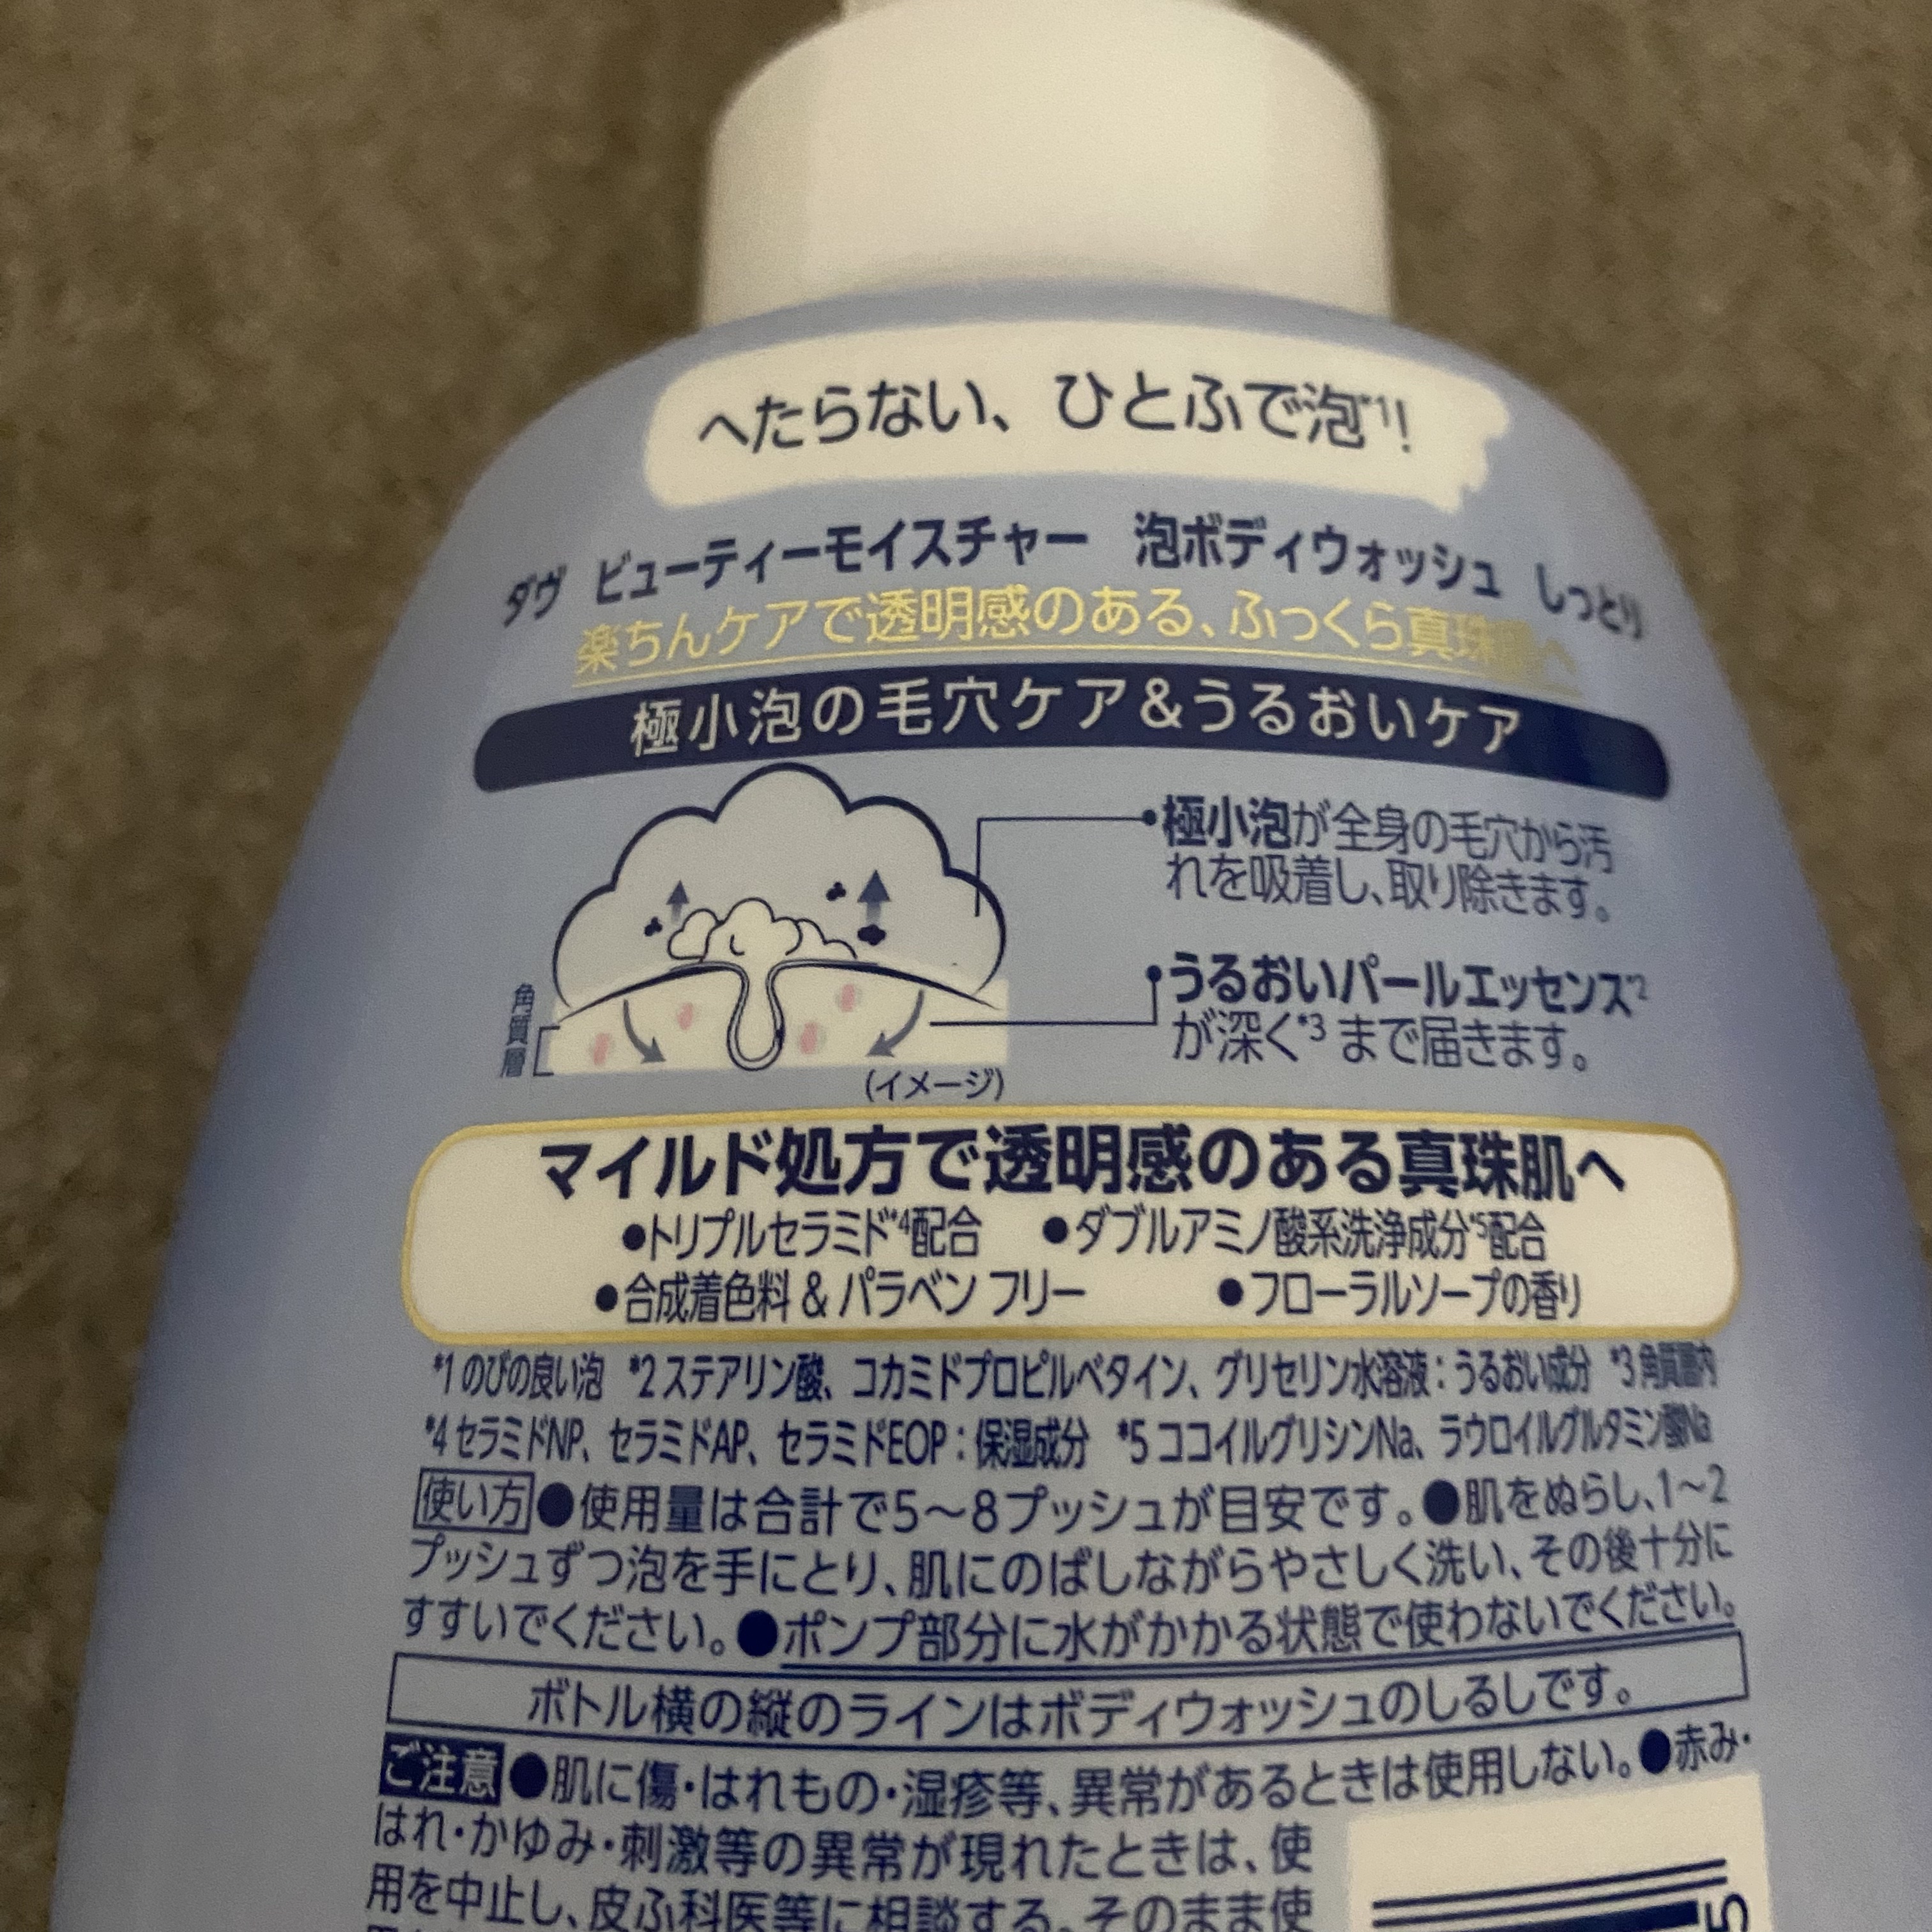 へたらない、ひとふで泡*1!
ダヴ ビューティーモイスチャー 泡ボディウォッシュ しっとり
楽ちんケアで透明感のある、ふっくら真珠肌へ
極小泡の毛穴ケア&うるおいケア
極小泡が全身の毛穴から汚
れを吸着し、取り除きます。
うるおいパールエッセンス*2
が深く*3 まで届きます。
角質層
(イメージ)
マイルド処方で透明感のある真珠肌へ
●トリプルセラミド*4配合 ●ダブルアミノ酸系洗浄成分*5配合
●合成着色料 & パラベン フリー ●フローラルソープの香り
*1 のびの良い泡 *2 ステアリン酸、コカミドプロピルベタイン、グリセリン水溶液：うるおい成分 *3 角質層内
*4 セラミドNP、セラミドAP、セラミドEOP：保湿成分 *5 ココイルグリシンNa、ラウロイルグルタミン酸Na
使い方 ●使用量は合計で5～8プッシュが目安です。●肌をぬらし、1～2
プッシュずつ泡を手にとり、肌にのばしながらやさしく洗い、その後十分に
すすいでください。●ポンプ部分に水がかかる状態で使わないでください。
ボトル横の縦のラインはボディウォッシュのしるしです。
ご注意 ●肌に傷・はれもの・湿疹等、異常があるときは使用しない。●赤み・
はれ・かゆみ・刺激等の異常が現れたときは、使
用を中止し、皮ふ科医等に相談する。そのまま使
5